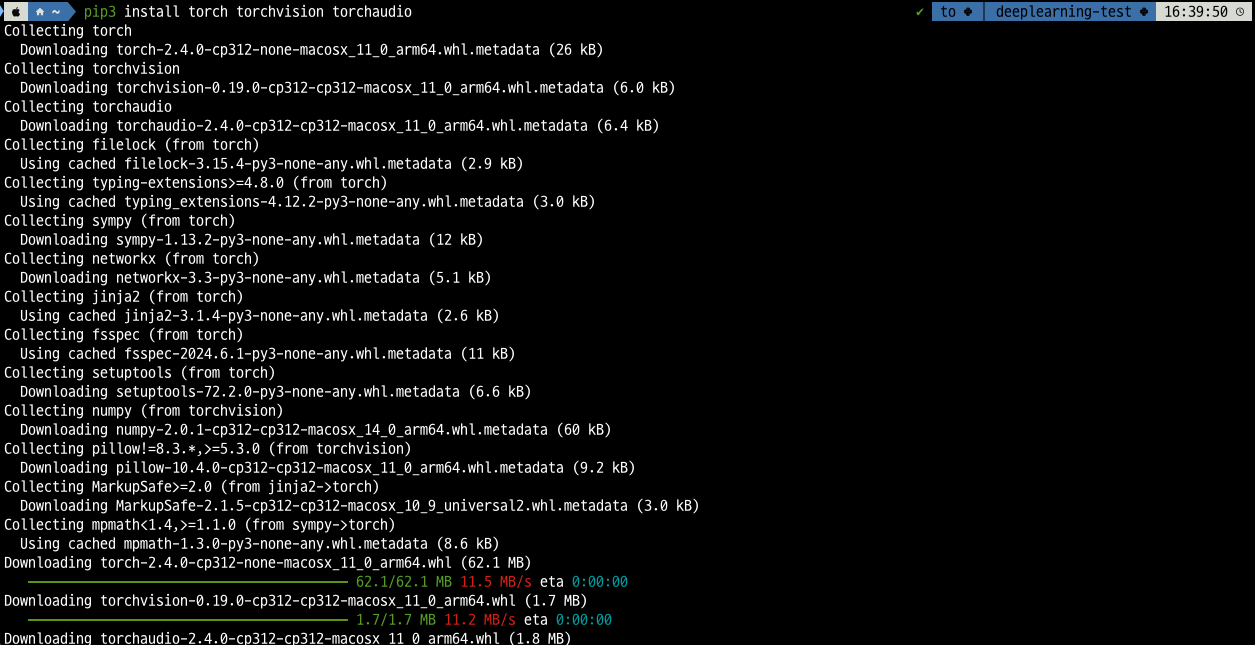 ~ pip3 install torch torchvision torchaudio ✔ to deeplearning-test 16:39:50
Collecting torch
Downloading torch-2.4.0-cp312-none-macosx_11_0_arm64.whl.metadata (26 kB)
Collecting torchvision
Downloading torchvision-0.19.0-cp312-cp312-macosx_11_0_arm64.whl.metadata (6.0 kB)
Collecting torchaudio
Downloading torchaudio-2.4.0-cp312-cp312-macosx_11_0_arm64.whl.metadata (6.4 kB)
Collecting filelock (from torch)
Using cached filelock-3.15.4-py3-none-any.whl.metadata (2.9 kB)
Collecting typing-extensions>=4.8.0 (from torch)
Using cached typing_extensions-4.12.2-py3-none-any.whl.metadata (3.0 kB)
Collecting sympy (from torch)
Downloading sympy-1.13.2-py3-none-any.whl.metadata (12 kB)
Collecting networkx (from torch)
Downloading networkx-3.3-py3-none-any.whl.metadata (5.1 kB)
Collecting jinja2 (from torch)
Using cached jinja2-3.1.4-py3-none-any.whl.metadata (2.6 kB)
Collecting fsspec (from torch)
Using cached fsspec-2024.6.1-py3-none-any.whl.metadata (11 kB)
Collecting setuptools (from torch)
Downloading setuptools-72.2.0-py3-none-any.whl.metadata (6.6 kB)
Collecting numpy (from torchvision)
Downloading numpy-2.0.1-cp312-cp312-macosx_14_0_arm64.whl.metadata (60 kB)
Collecting pillow!=8.3.*,>=5.3.0 (from torchvision)
Downloading pillow-10.4.0-cp312-cp312-macosx_11_0_arm64.whl.metadata (9.2 kB)
Collecting MarkupSafe>=2.0 (from jinja2->torch)
Downloading MarkupSafe-2.1.5-cp312-cp312-macosx_10_9_universal2.whl.metadata (3.0 kB)
Collecting mpmath<1.4,>=1.1.0 (from sympy->torch)
Using cached mpmath-1.3.0-py3-none-any.whl.metadata (8.6 kB)
Downloading torch-2.4.0-cp312-none-macosx_11_0_arm64.whl (62.1 MB)
62.1/62.1 MB 11.5 MB/s eta 0:00:00
Downloading torchvision-0.19.0-cp312-cp312-macosx_11_0_arm64.whl (1.7 MB)
1.7/1.7 MB 11.2 MB/s eta 0:00:00
Downloading torchaudio-2.4.0-cp312-cp312-macosx_11_0_arm64.whl (1.8 MB)